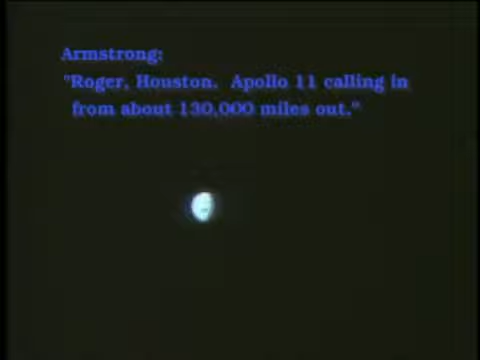 Armstrong:
"Roger, Houston.  Apollo 11 calling in
from about 130,000 miles out."